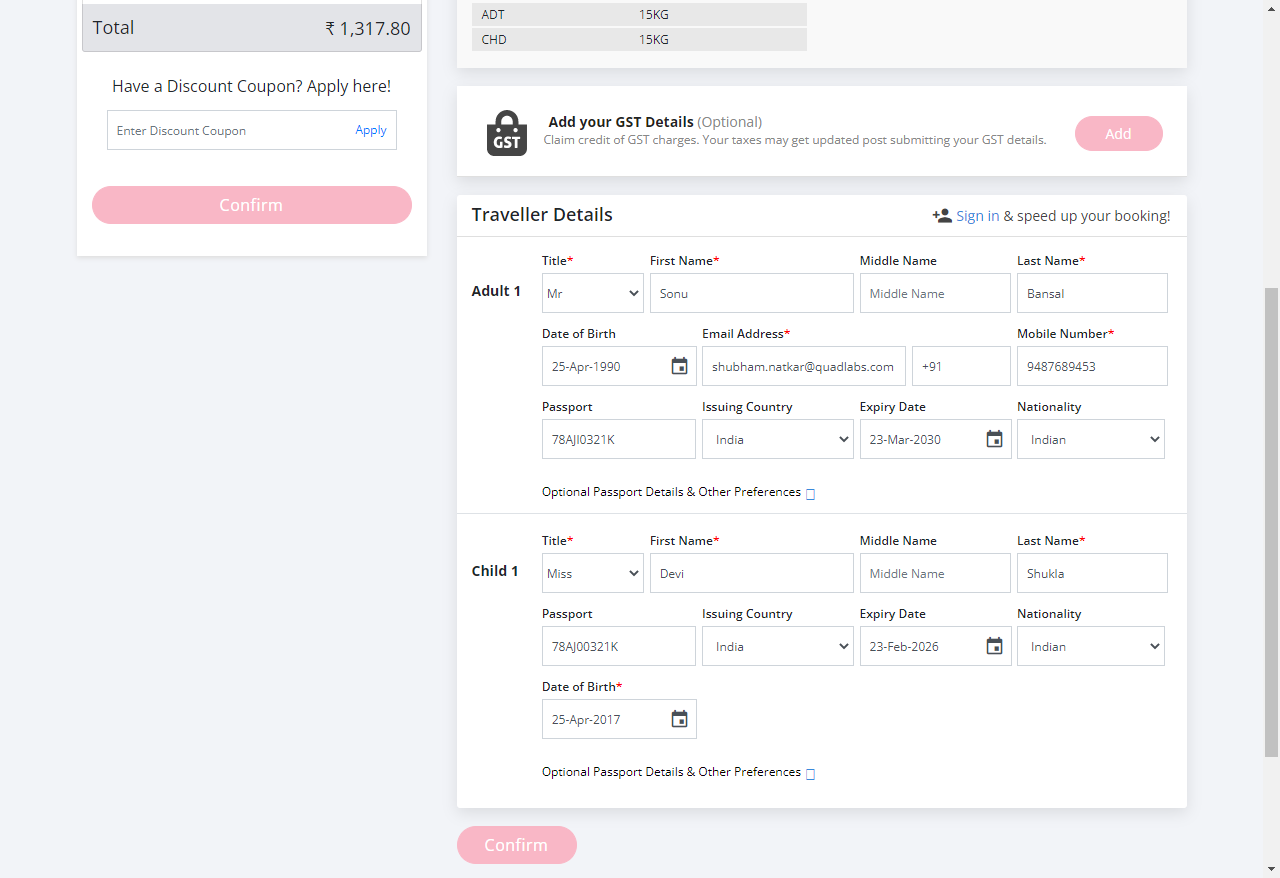 Total ₹ 1,317.80
Have a Discount Coupon? Apply here!
Enter Discount Coupon Apply
Confirm
ADT 15KG
CHD 15KG
GST
Add your GST Details (Optional)
Claim credit of GST charges. Your taxes may get updated post submitting your GST details.
Add
Traveller Details
Sign in & speed up your booking!
Title* First Name* Middle Name Last Name*
Adult 1 Mr Sonu Middle Name Bansal
Date of Birth Email Address* Mobile Number*
25-Apr-1990 shubham.natkar@quadlabs.com +91 9487689453
Passport Issuing Country Expiry Date Nationality
78AJI0321K India 23-Mar-2030 Indian
Optional Passport Details & Other Preferences
Title* First Name* Middle Name Last Name*
Child 1 Miss Devi Middle Name Shukla
Passport Issuing Country Expiry Date Nationality
78AJ00321K India 23-Feb-2026 Indian
Date of Birth*
25-Apr-2017
Optional Passport Details & Other Preferences
Confirm